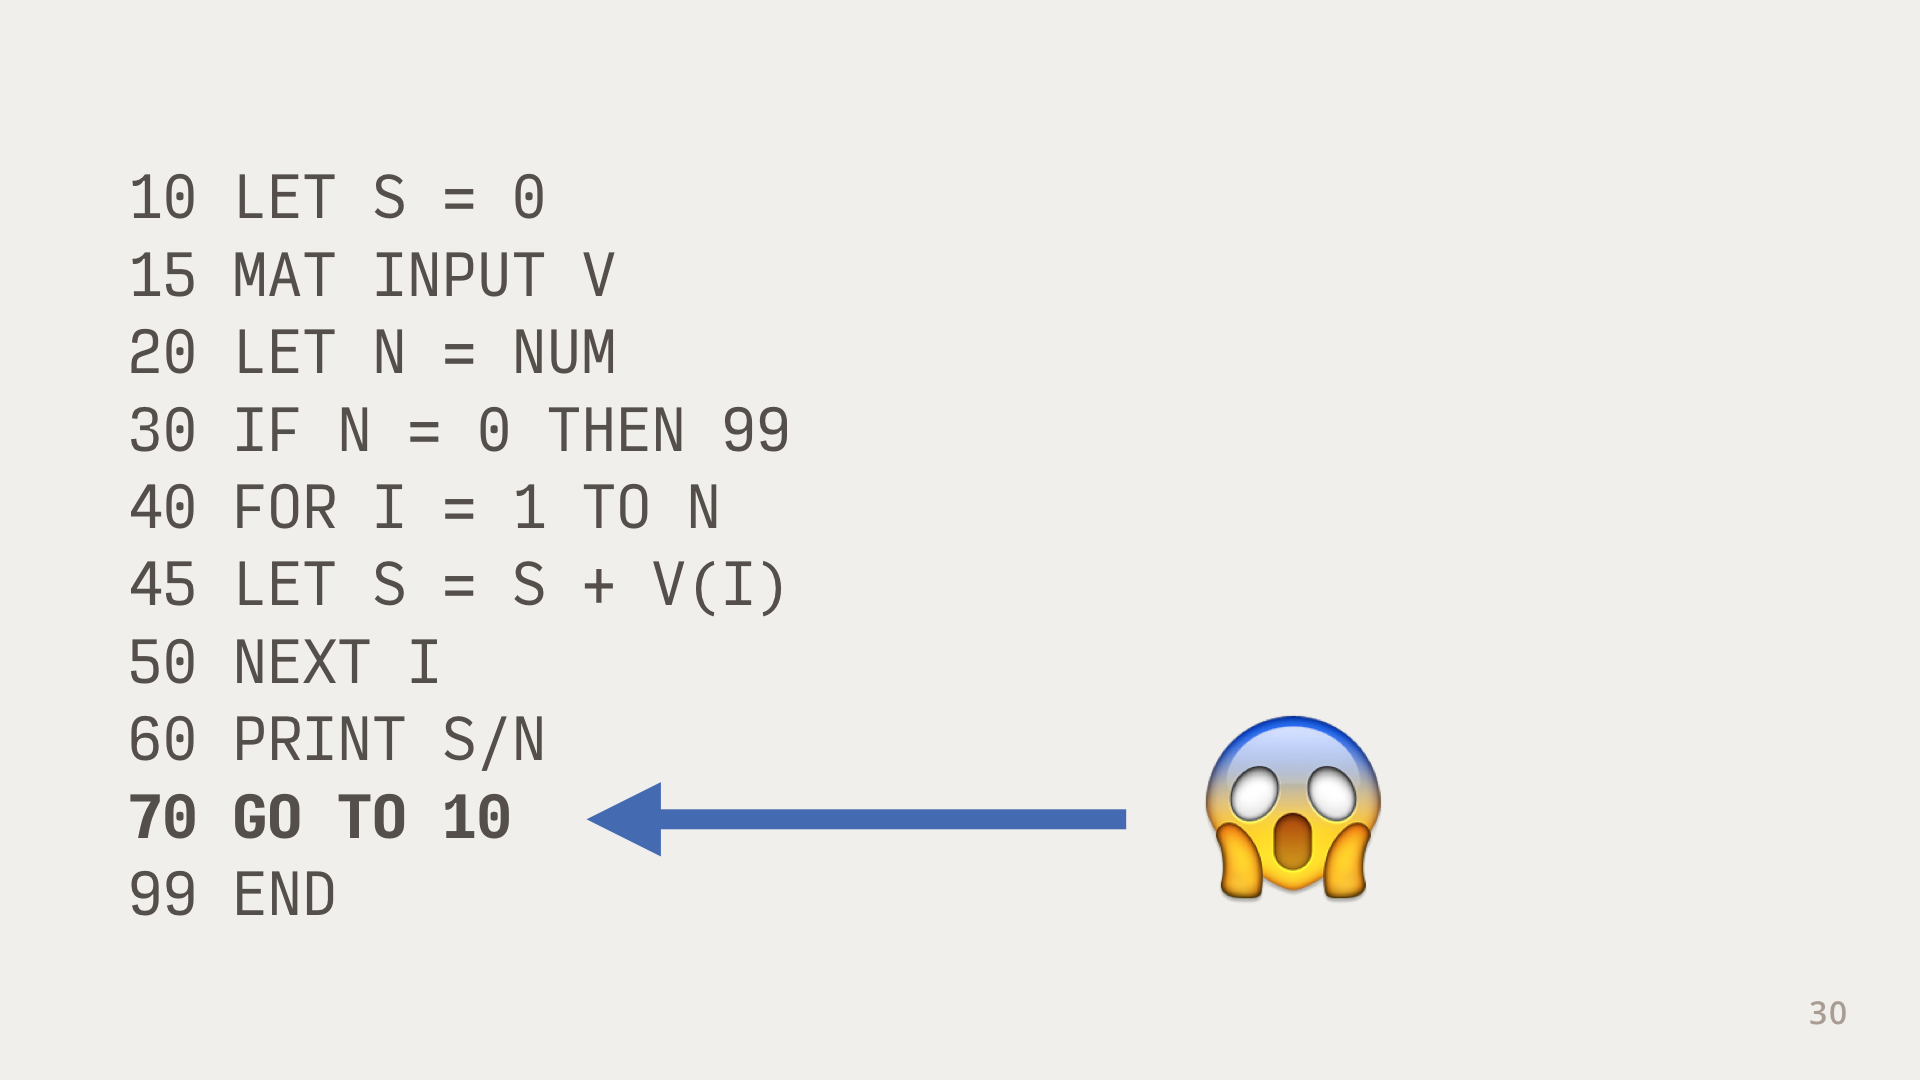 10 LET S = 0
15 MAT INPUT V
20 LET N = NUM
30 IF N = 0 THEN 99
40 FOR I = 1 TO N
45 LET S = S + V(I)
50 NEXT I
60 PRINT S/N
70 GO TO 10
99 END
30